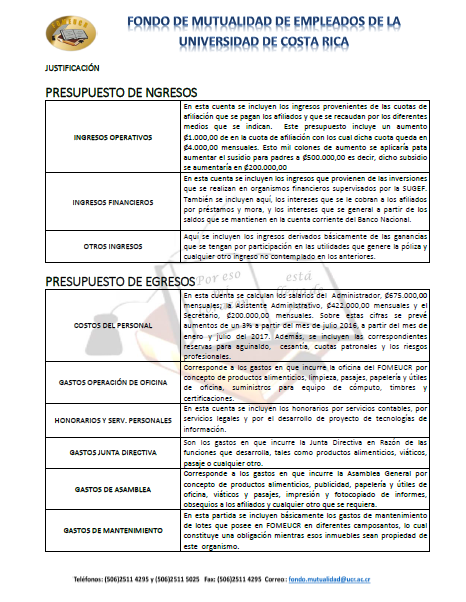 FONDO DE MUTUALIDAD DE EMPLEADOS DE LA
UNIVERSIDAD DE COSTA RICA
JUSTIFICACIÓN
PRESUPUESTO DE NGRESOS
INGRESOS OPERATIVOS
En esta cuenta se incluyen los ingresos provenientes de las cuotas de
afiliación que se pagan los afiliados y que se recaudan por los diferentes
medios que se indican. Este presupuesto incluye un aumento
₡1.000,00 de en la cuota de afiliación con los cual dicha cuota queda en
₡4.000,00 mensuales. Esto mil colones de aumento se aplicaría pata
aumentar el susidio para padres a ₡500.000,00 es decir, dicho subsidio
se aumentaría en ₡200.000,00
INGRESOS FINANCIEROS
En esta cuenta se incluyen los ingresos que provienen de las inversiones
que se realizan en organismos financieros supervisados por la SUGEF.
También se incluyen aquí, los intereses que se le cobran a los afiliados
por préstamos y mora, y los intereses que se general a partir de los
saldos que se mantienen en la cuenta corriente del Banco Nacional.
OTROS INGRESOS
Aquí se incluyen los ingresos derivados básicamente de las ganancias
que se tengan por participación en la utilidades que genere la póliza y
cualquier otro ingreso no contemplado en los anteriores.
PRESUPUESTO DE EGRESOS
Por eso
está
COSTOS DEL PERSONAL
En esta cuenta se calculan los salarios del Administrador, ₡675.000,00
mensuales; la Asistente Administrativo, ₡422.000,00 mensuales y el
Secretario, ₡200.000,00 mensuales. Sobre estas cifras se prevé
aumentos de un 3% a partir del mes de julio 2016, a partir del mes de
enero y julio del 2017. Además, se incluyen las correspondientes
reservas para aguinaldo, cesantía, cuotas patronales y los riesgos
profesionales.
GASTOS OPERACIÓN DE OFICINA
Corresponde a los gastos en que incurre la oficina del FOMEUCR por
concepto de productos alimenticios, limpieza, pasajes, papelería y útiles
de oficina, suministros para equipo de cómputo, timbres y
certificaciones.
HONORARIOS Y SERV. PERSONALES
En esta cuenta se incluyen los honorarios por servicios contables, por
servicios legales y por el desarrollo de proyecto de tecnologías de
información.
GASTOS JUNTA DIRECTIVA
Son los gastos en que incurre la Junta Directiva en Razón de las
funciones que desarrolla, tales como productos alimenticios, viáticos,
pasaje o cualquier otro.
GASTOS DE ASAMBLEA
Corresponde a los gastos en que incurre la Asamblea General por
concepto de productos alimenticios, publicidad, papelería y útiles de
oficina, viáticos y pasajes, impresión y fotocopiado de informes,
obsequios a los afiliados y cualquier otro que se requiera.
GASTOS DE MANTENIMIENTO
En esta partida se incluyen básicamente los gastos de mantenimiento
de lotes que posee en FOMEUCR en diferentes camposantos, lo cual
constituye una obligación mientras esos inmuebles sean propiedad de
este organismo.
Teléfonos: (506)2511 4295 y (506)2511 5025 Fax: (506)2511 4295 Correo: fondo.mutualidad@ucr.ac.cr